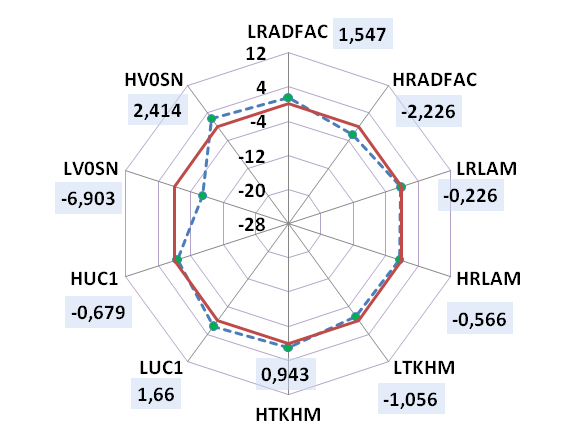 LRADFAC 1,547
12
HV0SN 4 HRADFAC
2,414 -4 -2,226
-12
LV0SN LRLAM
-6,903 -20 -0,226
-28
HUC1 HRLAM
-0,679 -0,566
LUC1 0,943 LTKHM
1,66 -1,056
HTKHM